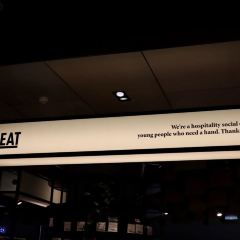 EAT
We're a hospitality social
young people who need a hand. Thank